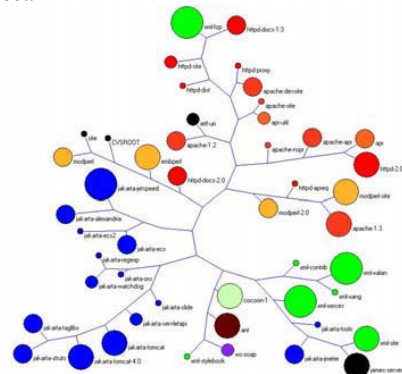 xml-fop
httpd-docs-1.3
httpd-site
httpd-proxy
httpd-dist
apache-devsite
apache-site
apr-util
apache-1.2
site
CVSROOT
apache-nspr
apache-apr
apr
modperl
embperl
httpd-docs-2.0
httpd-2.0
jakarta-jetspeed
httpd-apreq
modperl-site
jakarta-alexandria
modperl-2.0
apache-1.3
jakarta-ecs2
jakarta-ecs
jakarta-regexp
jakarta-oro
xml-contrib
xml-xalan
jakarta-watchdog
xml-xang
jakarta-slide
cocoon-1
xml-xerces
jakarta-servletapi
jakarta-taglibs
ant
jakarta-tools
xml-site
jakarta-tomcat
jakarta-struts
jakarta-tomcat-4.0
xml-stylebook
xml-soap
jakarta-jmeter
james-server